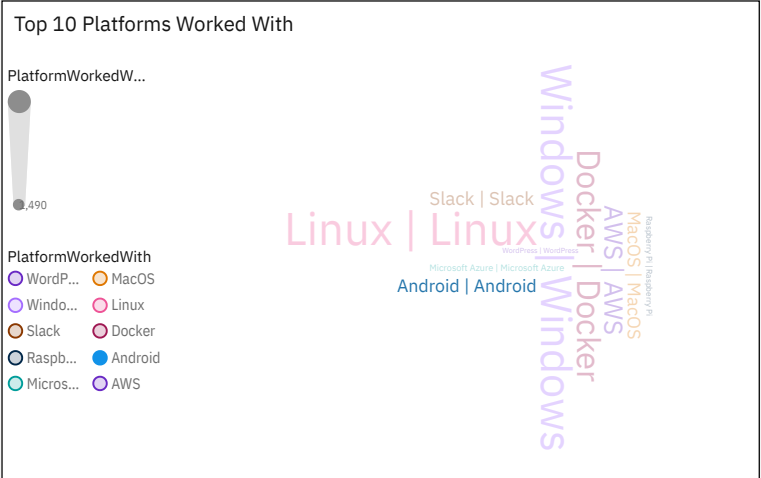 Top 10 Platforms Worked With
PlatformWorkedW...
1,490
PlatformWorkedWith
WordP... MacOS
Windo... Linux
Slack Docker
Raspb... Android
Micros... AWS
Slack | Slack
Linux | Linux
WordPress | WordPress
Microsoft Azure | Microsoft Azure
Android | Android
Windows | Windows
Docker | Docker
AWS | AWS
MacOS | MacOS
Raspberry Pi | Raspberry Pi